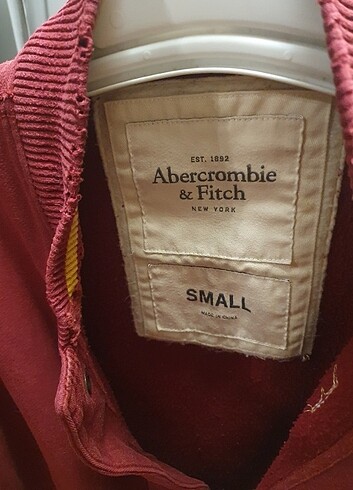 EST. 1892
Abercrombie
& Fitch
NEW YORK
SMALL
MADE IN CHINA